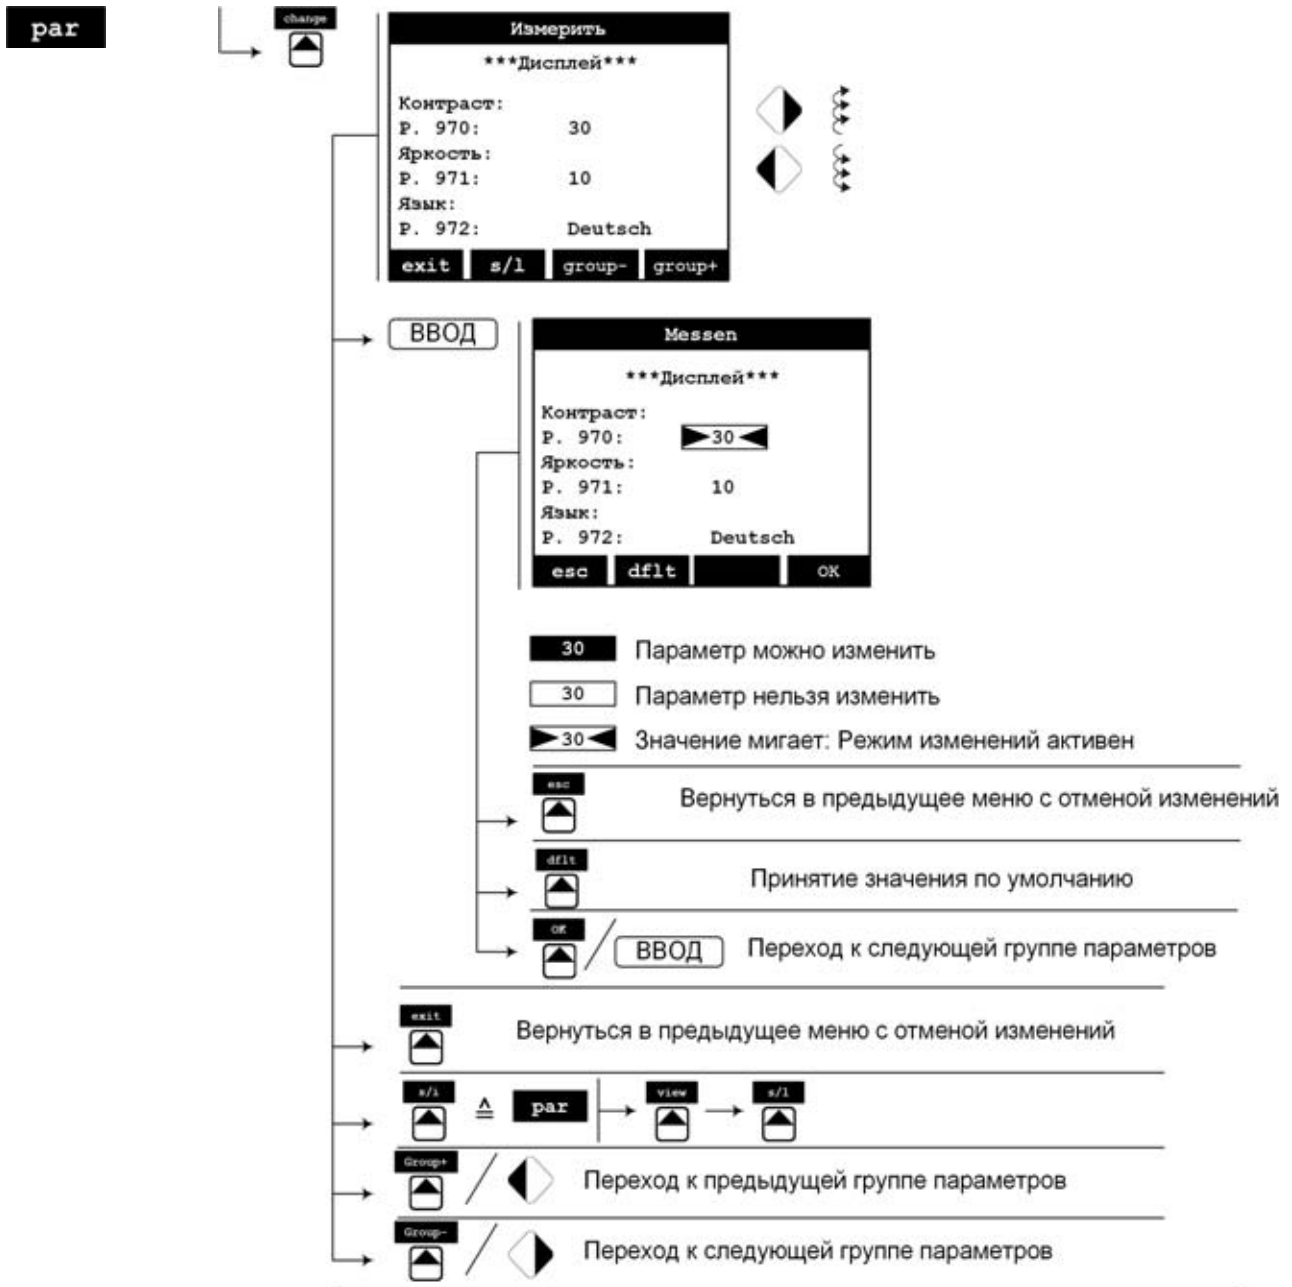 par
change
Измерить
***Дисплей***
Контраст:
P. 970: 30
Яркость:
P. 971: 10
Язык:
P. 972: Deutsch
exit s/l group- group+
ВВОД
Messen
***Дисплей***
Контраст:
P. 970: 30
Яркость:
P. 971: 10
Язык:
P. 972: Deutsch
esc dflt OK
30 Параметр можно изменить
30 Параметр нельзя изменить
30 Значение мигает: Режим изменений активен
esc
Вернуться в предыдущее меню с отменой изменений
dflt
Принятие значения по умолчанию
OK
/ ВВОД Переход к следующей группе параметров
exit
Вернуться в предыдущее меню с отменой изменений
s/i ≙ par view s/l
Group+
/ Переход к предыдущей группе параметров
Group-
/ Переход к следующей группе параметров